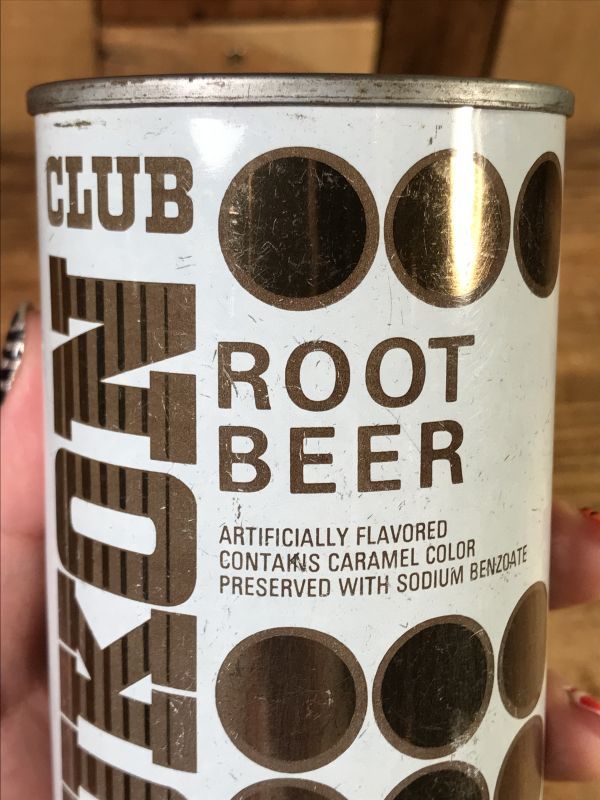 CLUB
ROOT
BEER
ARTIFICIALLY FLAVORED
CONTAINS CARAMEL COLOR
PRESERVED WITH SODIUM BENZOATE